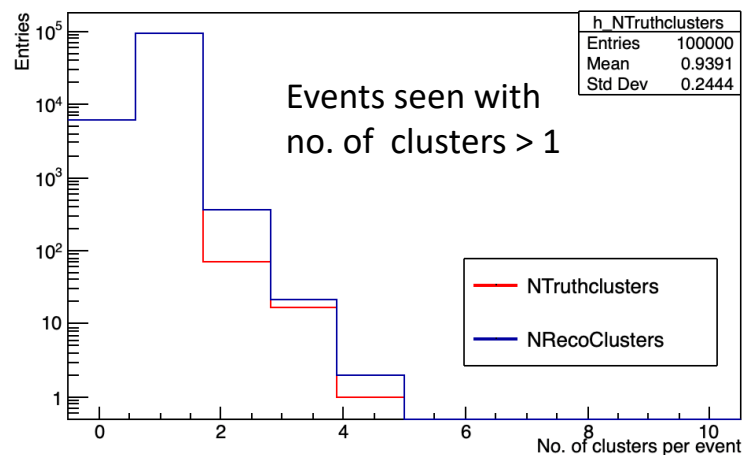 h_NTruthclusters
Entries 100000
Mean 0.9391
Std Dev 0.2444
Entries
10⁵
10⁴
10³
10²
10
1
Events seen with
no. of clusters > 1
NTruthclusters
NRecoClusters
0 2 4 6 8 10
No. of clusters per event